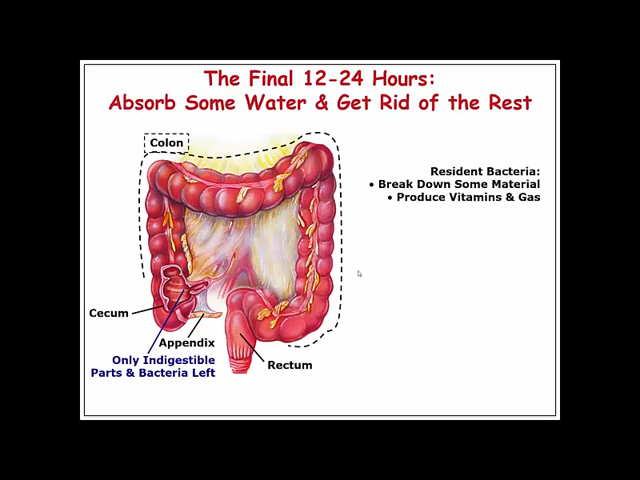 The Final 12-24 Hours:
Absorb Some Water & Get Rid of the Rest
Colon
Resident Bacteria:
• Break Down Some Material
• Produce Vitamins & Gas
Cecum
Appendix
Only Indigestible
Parts & Bacteria Left
Rectum